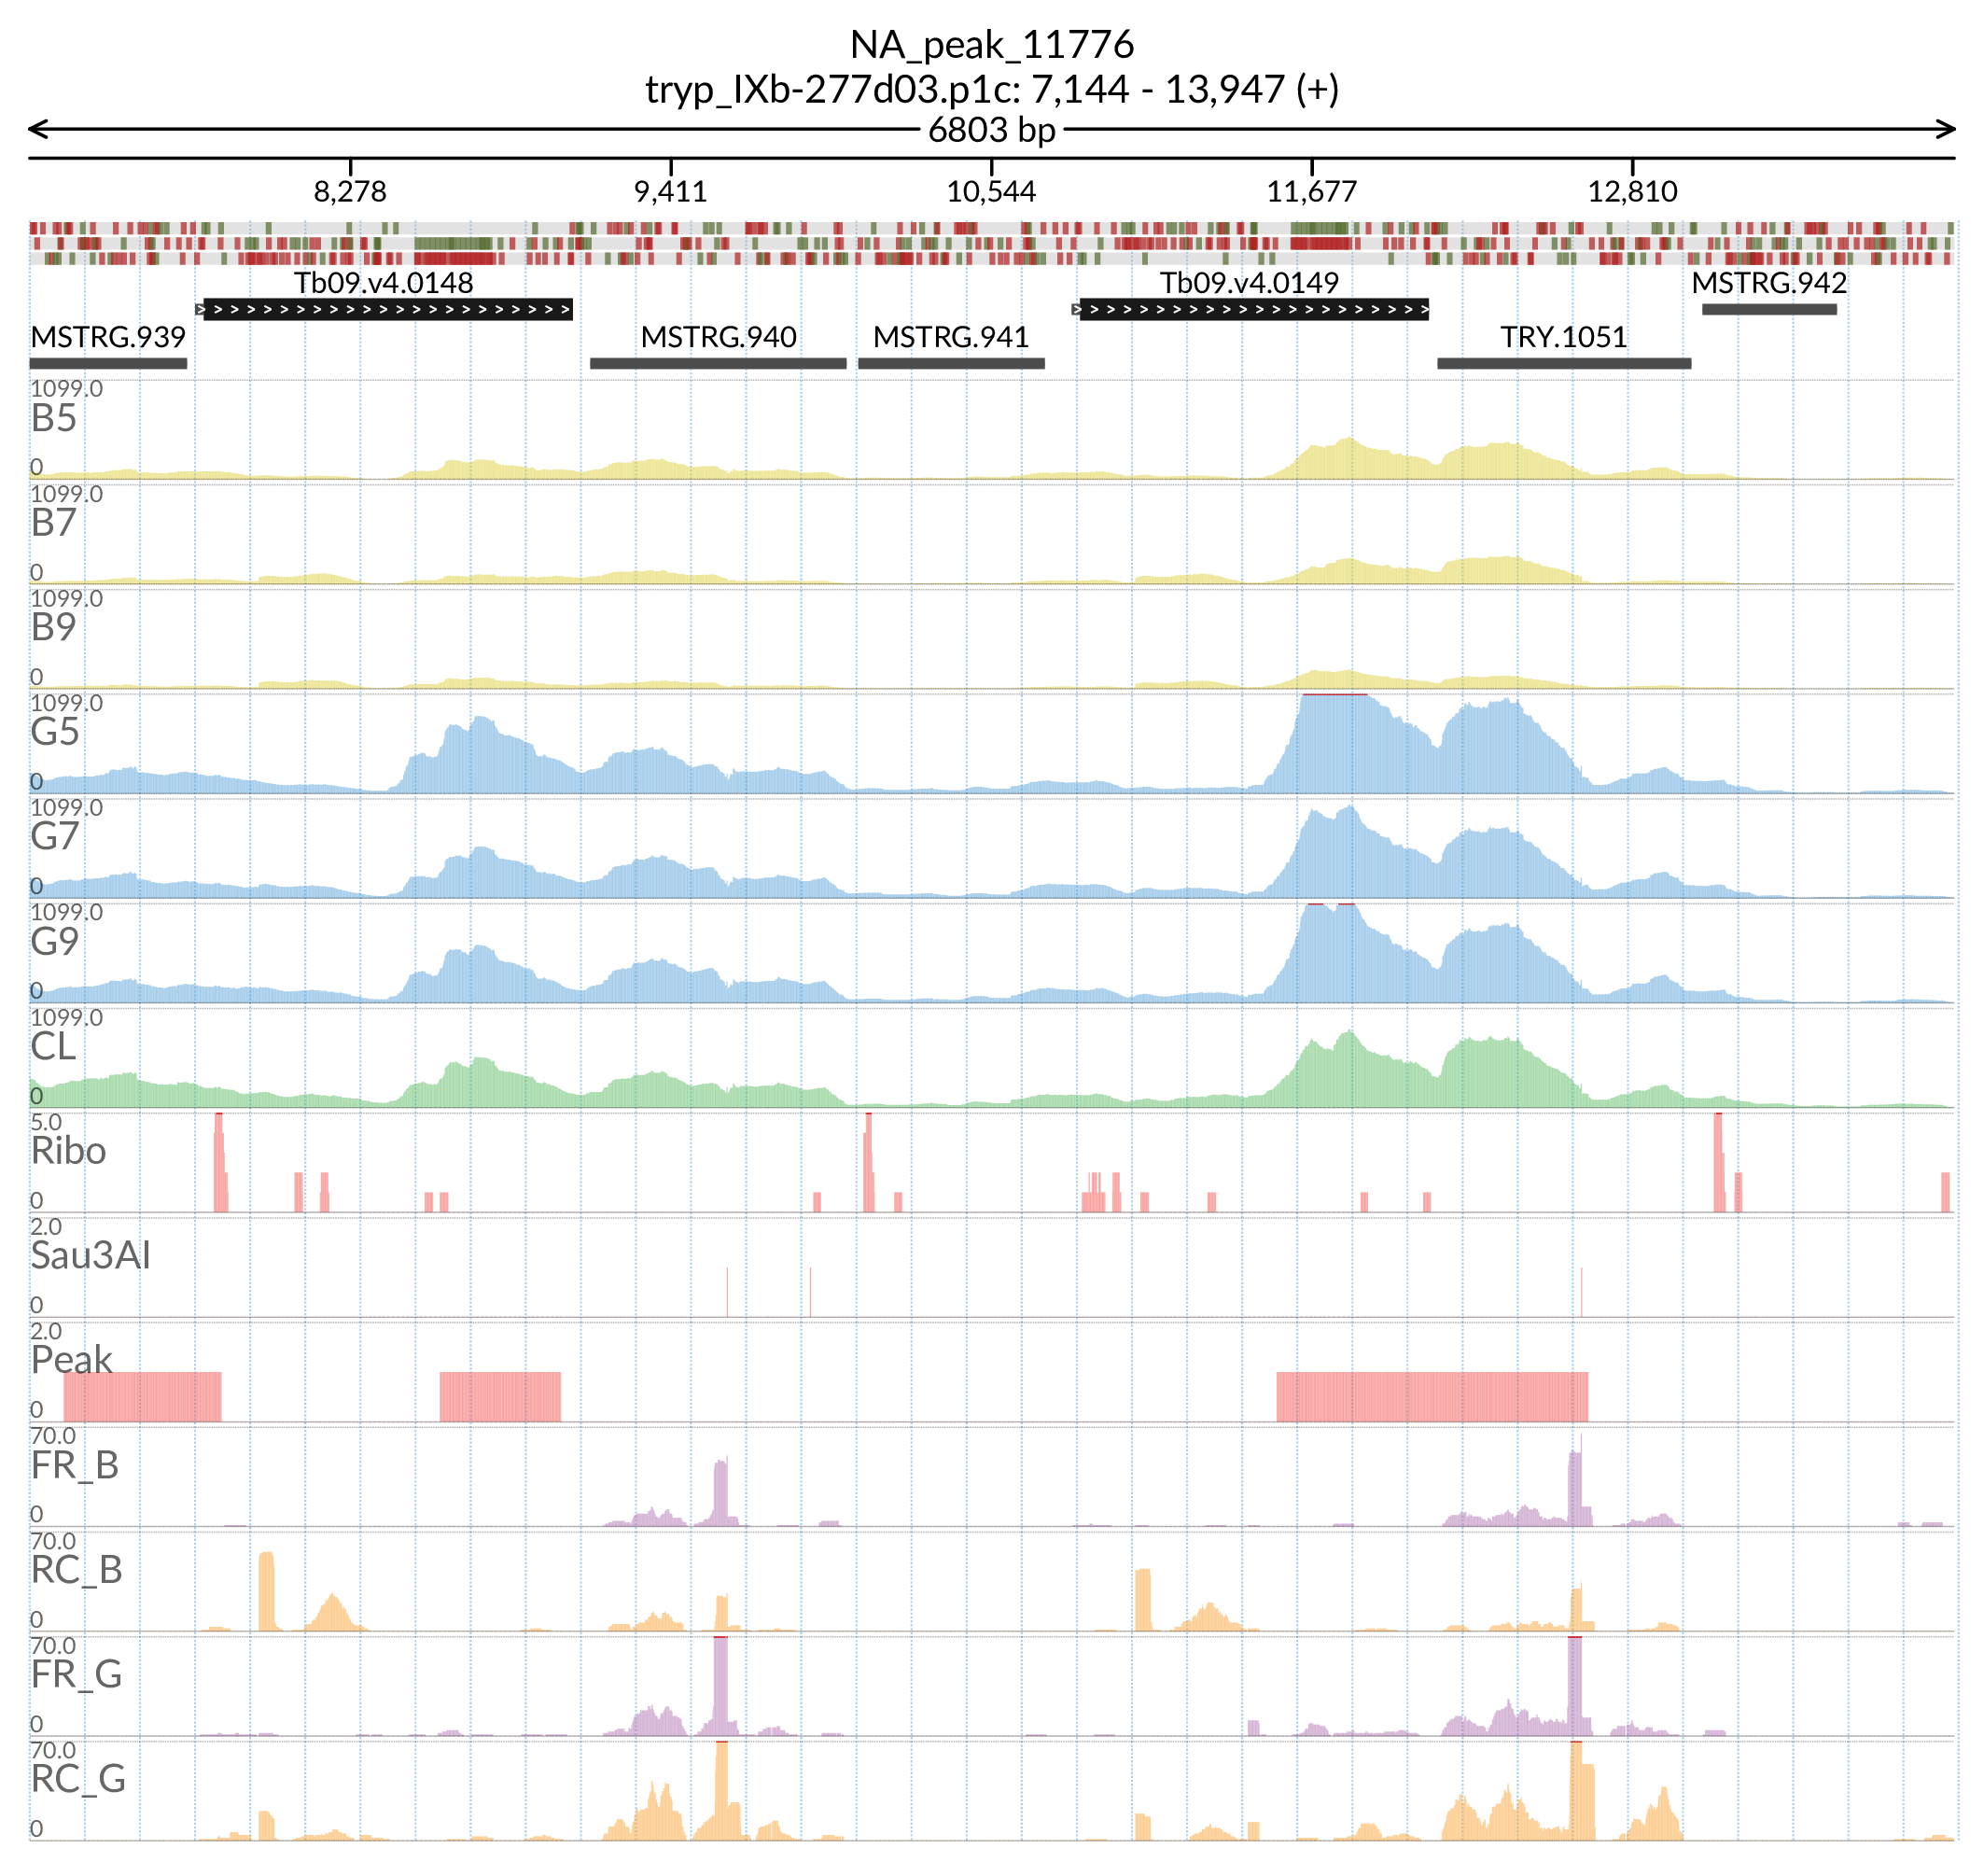 NA_peak_11776
tryp_IXb-277d03.p1c: 7,144 - 13,947 (+)
6803 bp
8,278 9,411 10,544 11,677 12,810
Tb09.v4.0148 Tb09.v4.0149 MSTRG.942
MSTRG.939 MSTRG.940 MSTRG.941 TRY.1051
1099.0
B5
0
1099.0
B7
0
1099.0
B9
0
1099.0
G5
0
1099.0
G7
0
1099.0
G9
0
1099.0
CL
0
5.0
Ribo
0
2.0
Sau3AI
0
2.0
Peak
0
70.0
FR_B
0
70.0
RC_B
0
70.0
FR_G
0
70.0
RC_G
0